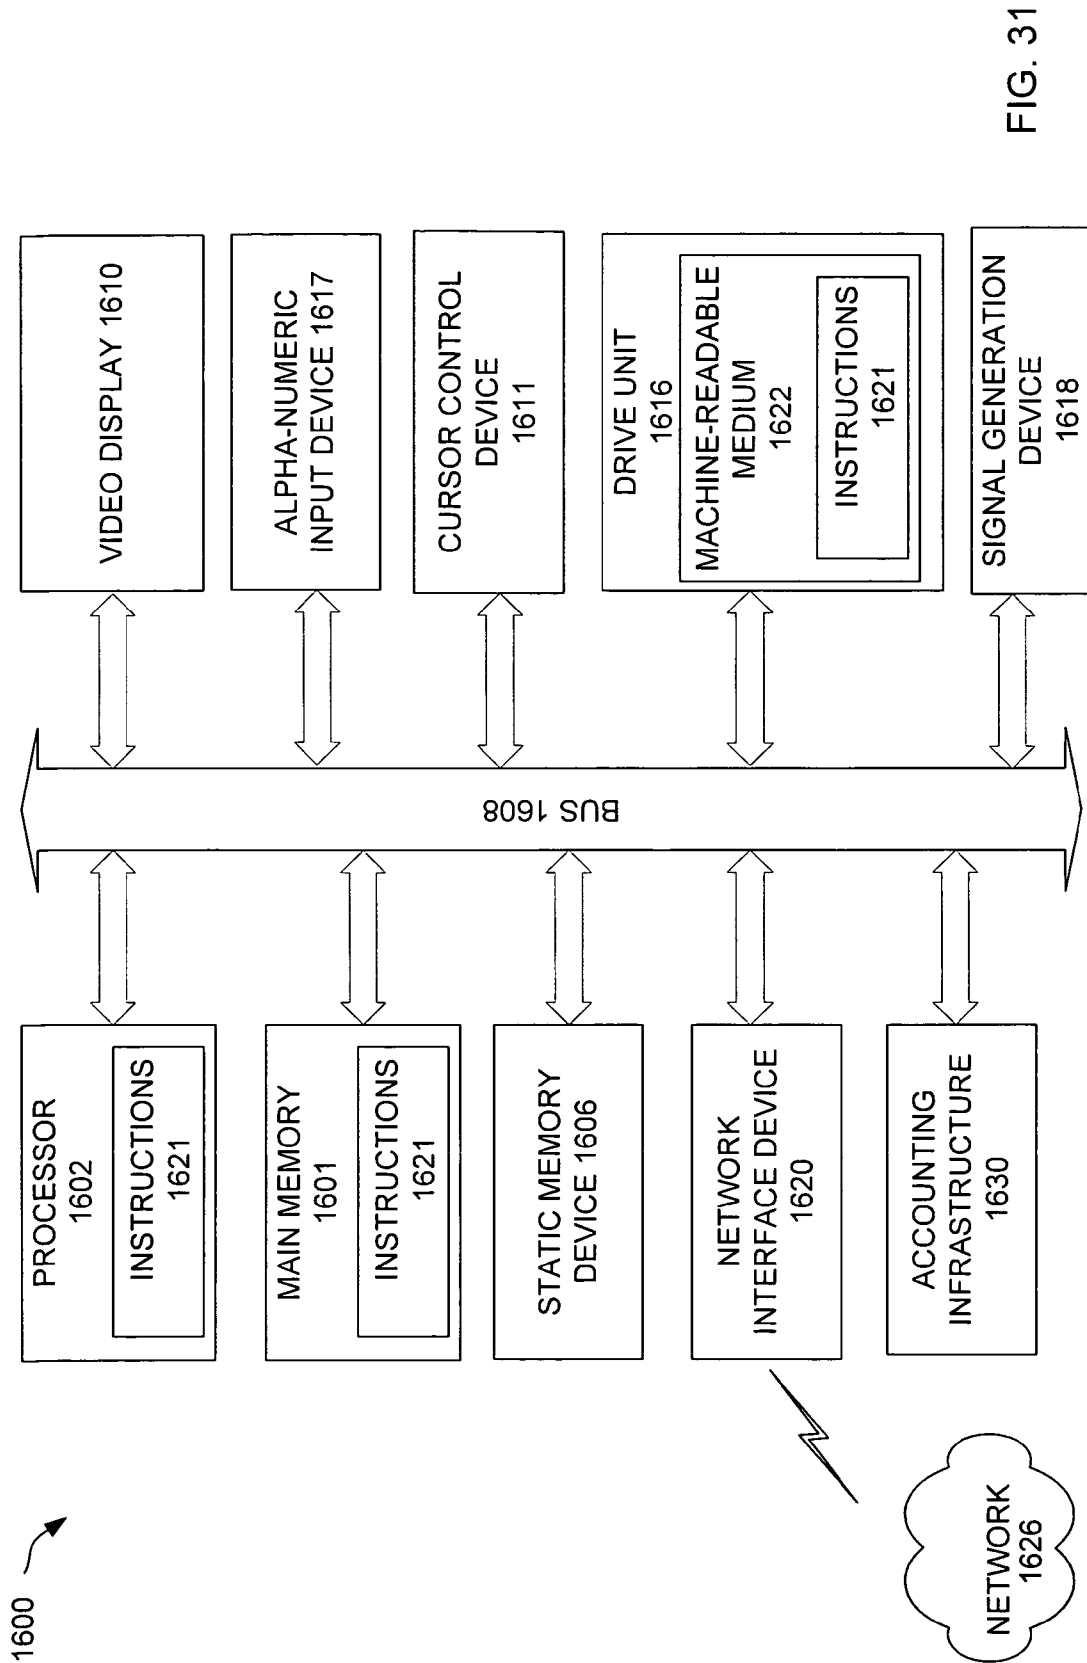 1600
PROCESSOR
1602
INSTRUCTIONS
1621
MAIN MEMORY
1601
INSTRUCTIONS
1621
STATIC MEMORY
DEVICE 1606
NETWORK
INTERFACE DEVICE
1620
ACCOUNTING
INFRASTRUCTURE
1630
NETWORK
1626
BUS 1608
VIDEO DISPLAY 1610
ALPHA-NUMERIC
INPUT DEVICE 1617
CURSOR CONTROL
DEVICE
1611
DRIVE UNIT
1616
MACHINE-READABLE
MEDIUM
1622
INSTRUCTIONS
1621
SIGNAL GENERATION
DEVICE
1618
FIG. 31